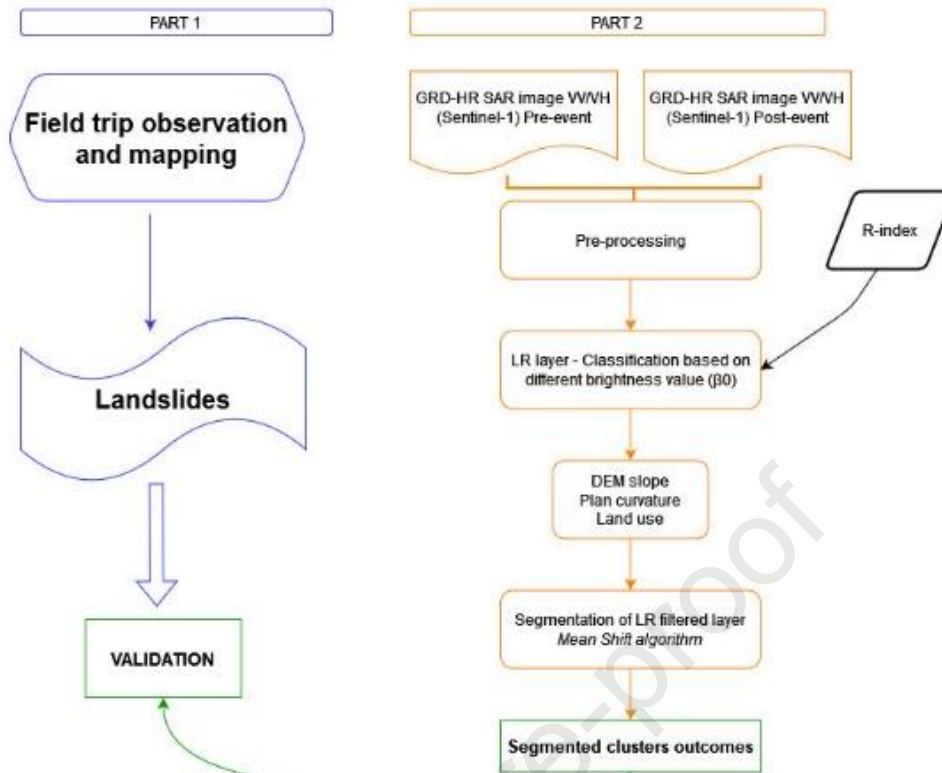 PART 1
PART 2
Field trip observation
and mapping
GRD-HR SAR image VV/VH
(Sentinel-1) Pre-event
GRD-HR SAR image VV/VH
(Sentinel-1) Post-event
Pre-processing
R-index
LR layer - Classification based on
different brightness value (β0)
Landslides
DEM slope
Plan curvature
Land use
Segmentation of LR filtered layer
Mean Shift algorithm
VALIDATION
Segmented clusters outcomes
re-proof